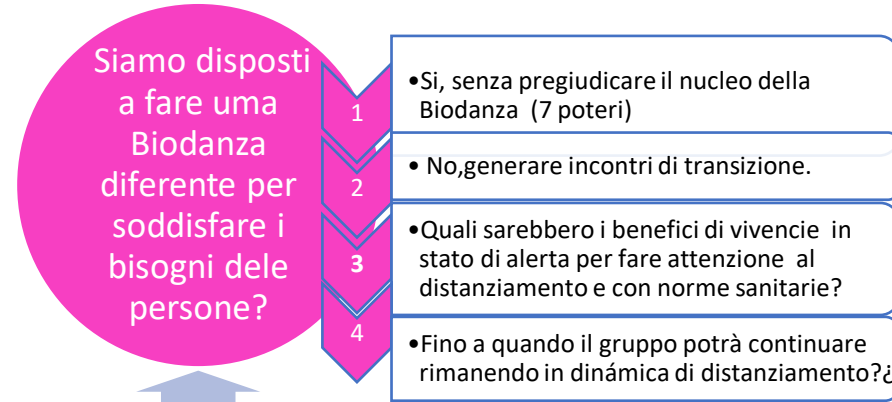 Siamo disposti
a fare uma
Biodanza
diferente per
soddisfare i
bisogni dele
persone?
1
•Si, senza pregiudicare il nucleo della
Biodanza (7 poteri)
2
• No,generare incontri di transizione.
3
•Quali sarebbero i benefici di vivencie in
stato di alerta per fare attenzione al
distanziamento e con norme sanitarie?
4
•Fino a quando il gruppo potrà continuare
rimanendo in dinámica di distanziamento?¿